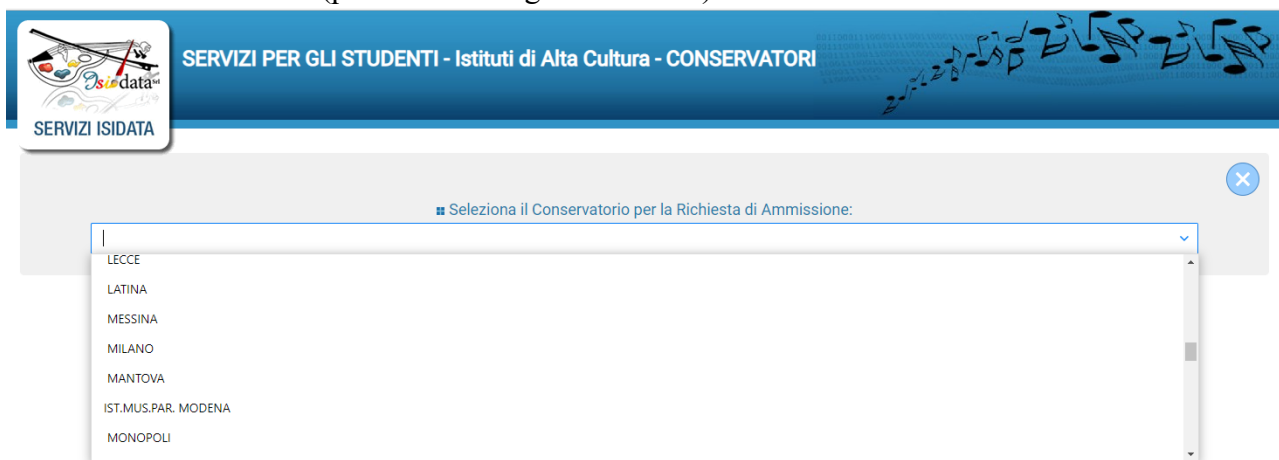 SERVIZI PER GLI STUDENTI - Istituti di Alta Cultura - CONSERVATORI
Isidata Srl
SERVIZI ISIDATA
Seleziona il Conservatorio per la Richiesta di Ammissione:
LECCE
LATINA
MESSINA
MILANO
MANTOVA
IST.MUS.PAR. MODENA
MONOPOLI